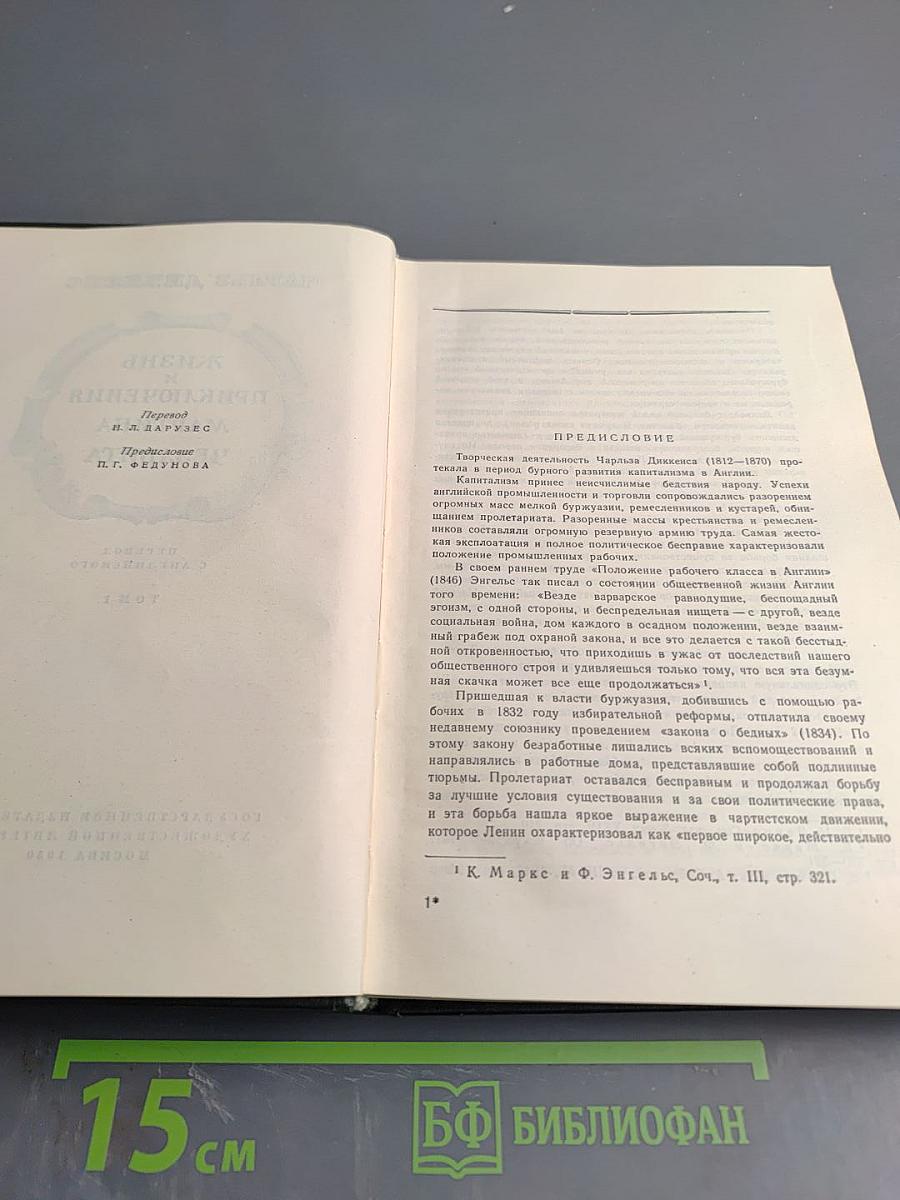 Перевод
Н. Л. ДАРУЗЕС
Предисловие
П. Г. ФЕДУНОВА
ЖИЗНЬ
И
ПРИКЛЮЧЕНИЯ
ПЕРЕВОД
С АНГЛИЙСКОГО
ТОМ I
МОСКВА 1950
ПРЕДИСЛОВИЕ
Творческая деятельность Чарльза Диккенса (1812—1870) про-
текала в период бурного развития капитализма в Англии.
Капитализм принес неисчислимые бедствия народу. Успехи
английской промышленности и торговли сопровождались разорением
огромных масс мелкой буржуазии, ремесленников и кустарей, обни-
щанием пролетариата. Разоренные массы крестьянства и ремеслен-
ников составляли огромную резервную армию труда. Самая жесто-
кая эксплоатация и полное политическое бесправие характеризовали
положение промышленных рабочих.
В своем раннем труде «Положение рабочего класса в Англии»
(1846) Энгельс так писал о состоянии общественной жизни Англии
того времени: «Везде варварское равнодушие, беспощадный
эгоизм, с одной стороны, и беспредельная нищета — с другой, везде
социальная война, дом каждого в осадном положении, везде взаим-
ный грабеж под охраной закона, и все это делается с такой бесстыд-
ной откровенностью, что приходишь в ужас от последствий нашего
общественного строя и удивляешься только тому, что вся эта безум-
ная скачка может все еще продолжаться» ¹.
Пришедшая к власти буржуазия, добившись с помощью ра-
бочих в 1832 году избирательной реформы, отплатила своему
недавнему союзнику проведением «закона о бедных» (1834). По
этому закону безработные лишались всяких вспомоществований и
направлялись в работные дома, представлявшие собой подлинные
тюрьмы. Пролетариат оставался бесправным и продолжал борьбу
за лучшие условия существования и за свои политические права,
и эта борьба нашла яркое выражение в чартистском движении,
которое Ленин охарактеризовал как «первое широкое, действительно
¹ К. Маркс и Ф. Энгельс, Соч., т. III, стр. 321.
1*
15 см
БФ БИБЛИОФАН